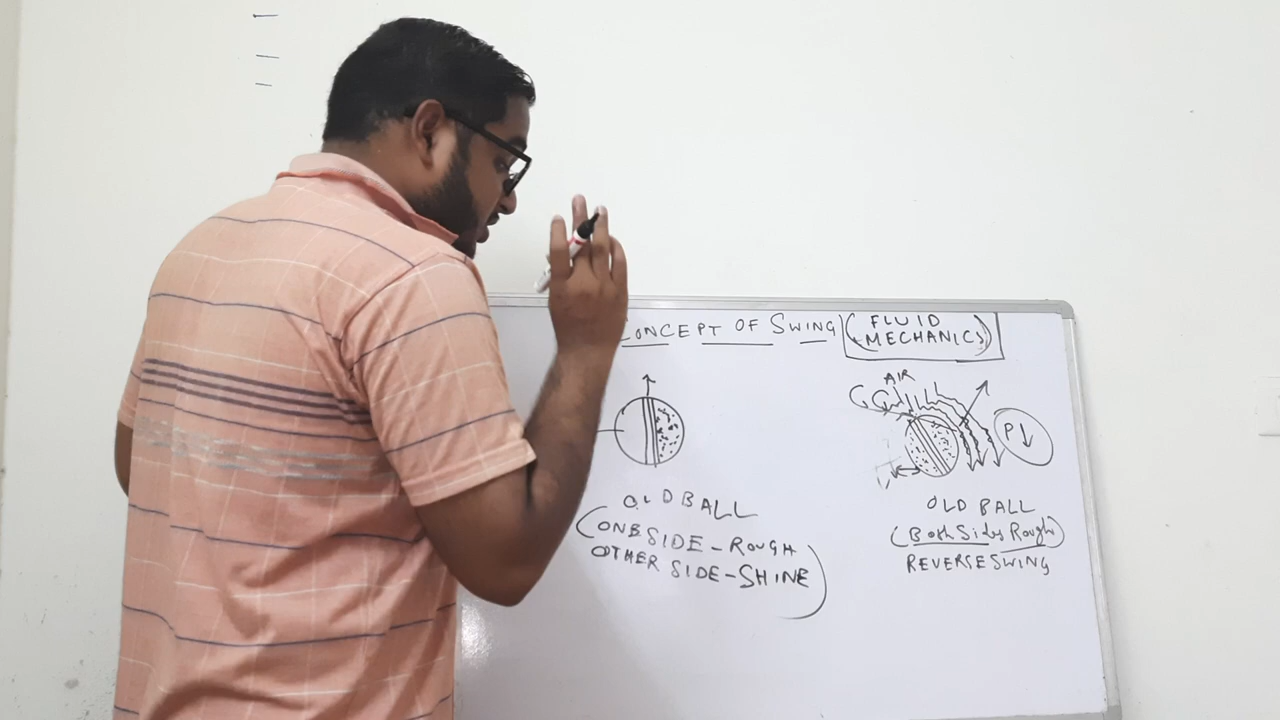 ONCEPT OF SWING (FLUID
MECHANICS)
AIR
P↓
OLD BALL
(ONE SIDE-ROUGH
OTHER SIDE-SHINE)
OLD BALL
(Both Sides Rough)
REVERSE SWING